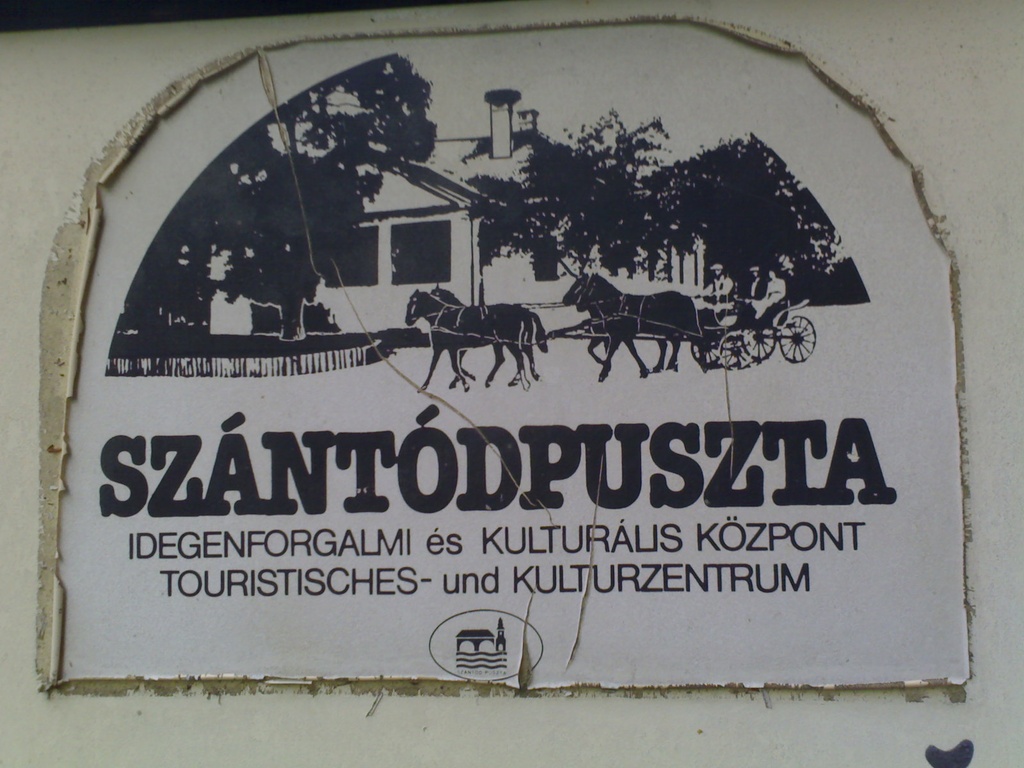 SZÁNTÓDPUSZTA
IDEGENFORGALMI és KULTURÁLIS KÖZPONT
TOURISTISCHES- und KULTURZENTRUM